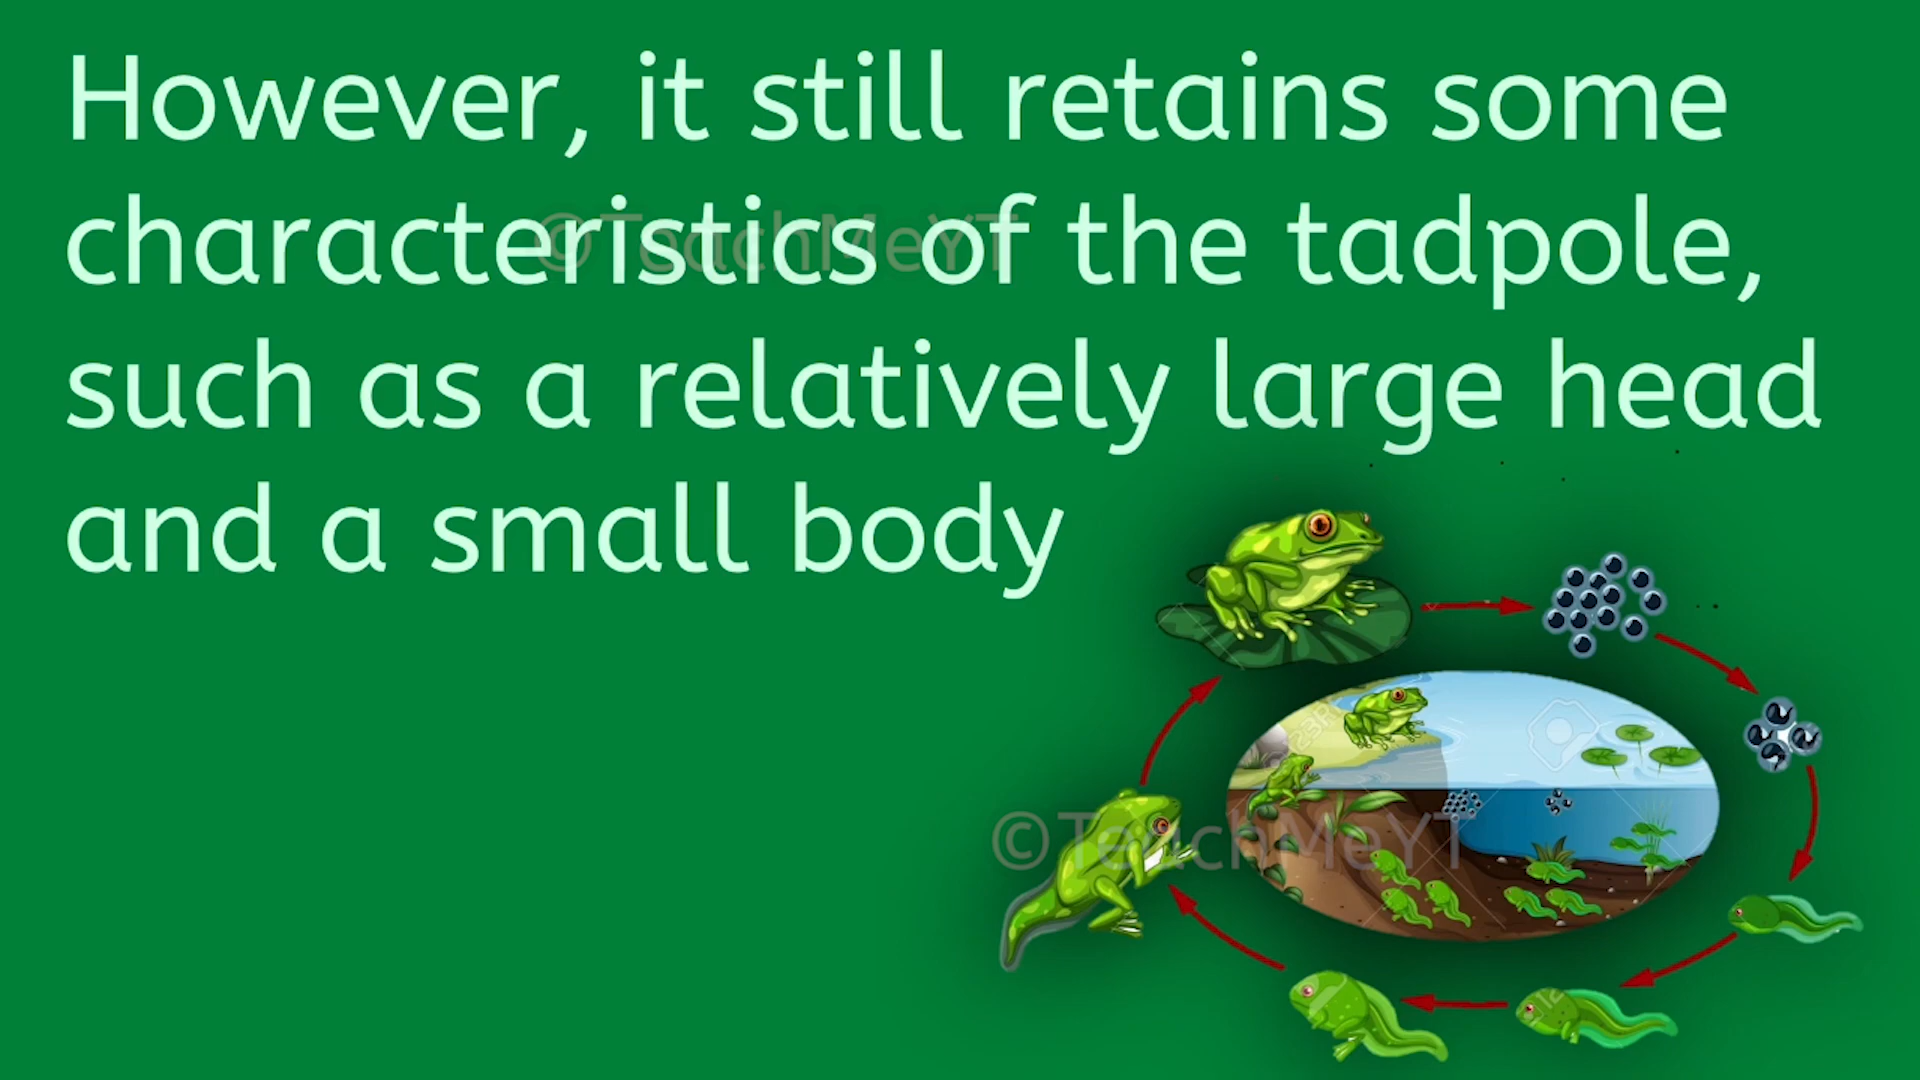 However, it still retains some
characteristics of the tadpole,
such as a relatively large head
and a small body
©TeachMeYT
©TeachMeYT